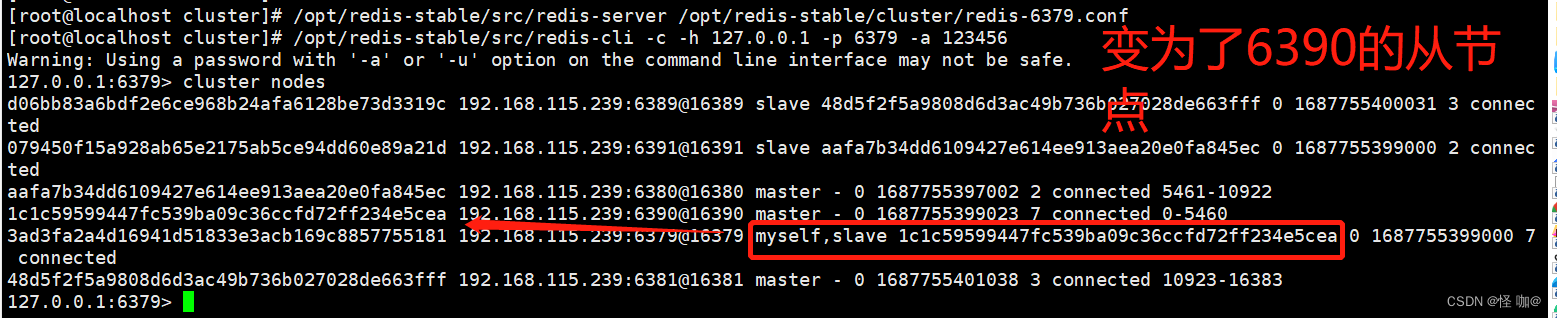 [root@localhost cluster]# /opt/redis-stable/src/redis-server /opt/redis-stable/cluster/redis-6379.conf
[root@localhost cluster]# /opt/redis-stable/src/redis-cli -c -h 127.0.0.1 -p 6379 -a 123456
Warning: Using a password with '-a' or '-u' option on the command line interface may not be safe.
变为了6390的从节
点
127.0.0.1:6379> cluster nodes
d06bb83a6bdf2e6ce968b24afa6128be73d3319c 192.168.115.239:6389@16389 slave 48d5f2f5a9808d6d3ac49b736b027028de663fff 0 1687755400031 3 connec
ted
079450f15a928ab65e2175ab5ce94dd60e89a21d 192.168.115.239:6391@16391 slave aafa7b34dd6109427e614ee913aea20e0fa845ec 0 1687755399000 2 connec
ted
aafa7b34dd6109427e614ee913aea20e0fa845ec 192.168.115.239:6380@16380 master - 0 1687755397002 2 connected 5461-10922
1c1c59599447fc539ba09c36ccfd72ff234e5cea 192.168.115.239:6390@16390 master - 0 1687755399023 7 connected 0-5460
3ad3fa2a4d16941d51833e3acb169c8857755181 192.168.115.239:6379@16379 myself,slave 1c1c59599447fc539ba09c36ccfd72ff234e5cea 0 1687755399000 7
connected
48d5f2f5a9808d6d3ac49b736b027028de663fff 192.168.115.239:6381@16381 master - 0 1687755401038 3 connected 10923-16383
127.0.0.1:6379>
CSDN @怪 咖@